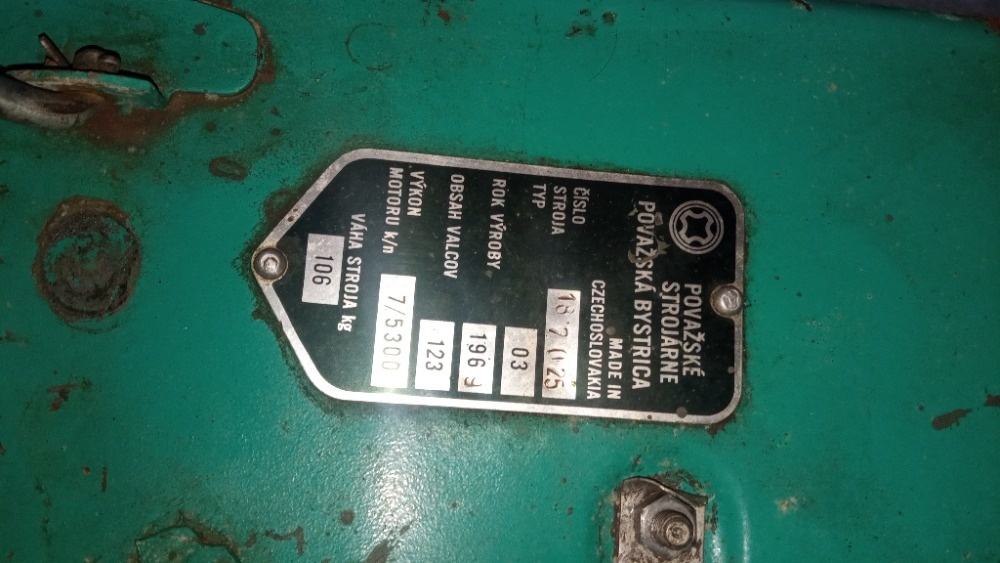 POVAŽSKÉ
STROJÁRNE
POVAŽSKÁ BYSTRICA
MADE IN
CZECHOSLOVAKIA
ČÍSLO
STROJA
TYP 03
ROK VÝROBY 1969
OBSAH VALCOV 123
VÝKON
MOTORU k/n 7/5300
VÁHA STROJA kg
106